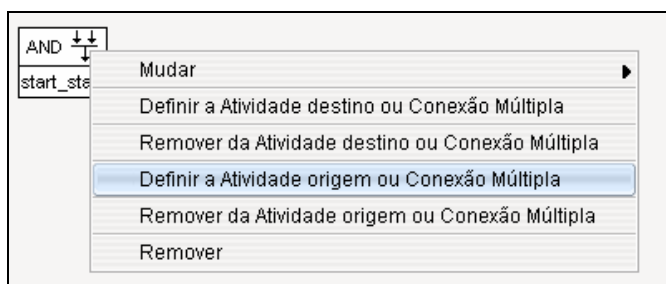 AND
start_sta
Mudar
Definir a Atividade destino ou Conexão Múltipla
Remover da Atividade destino ou Conexão Múltipla
Definir a Atividade origem ou Conexão Múltipla
Remover da Atividade origem ou Conexão Múltipla
Remover